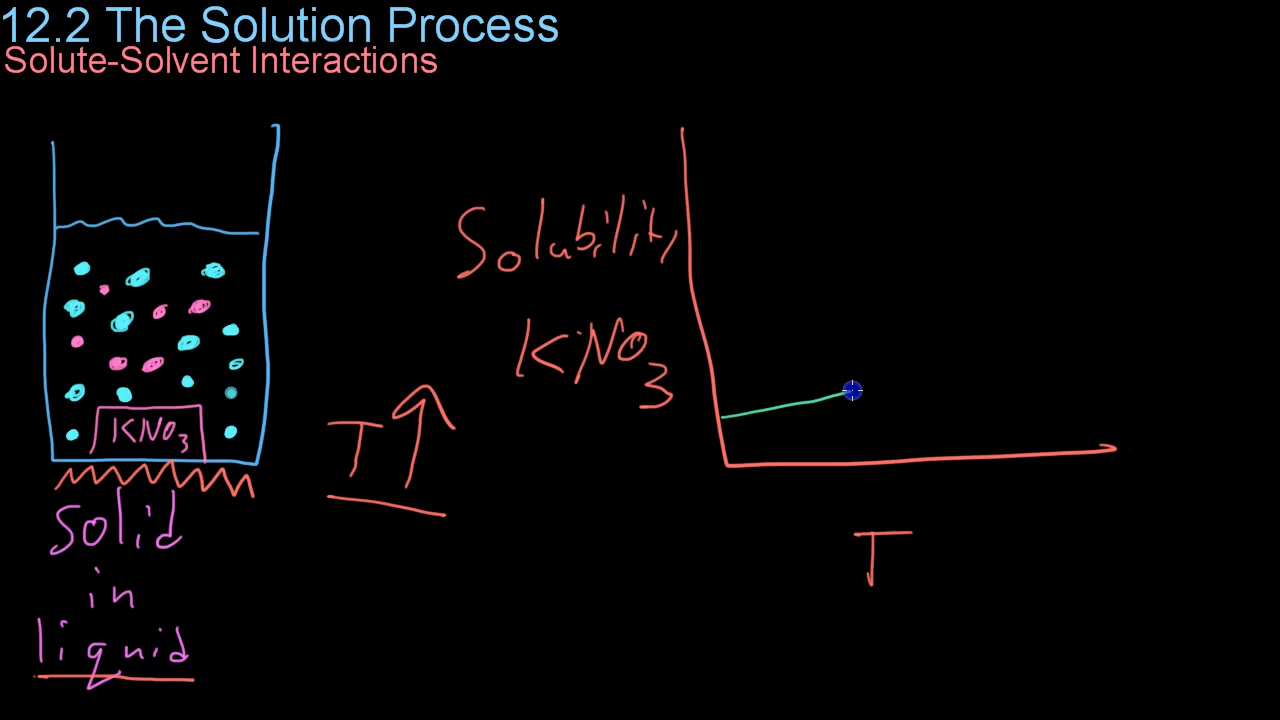 12.2 The Solution Process
Solute-Solvent Interactions
KNO3
Solid
in
liquid
T
Solubility
KNO3
T